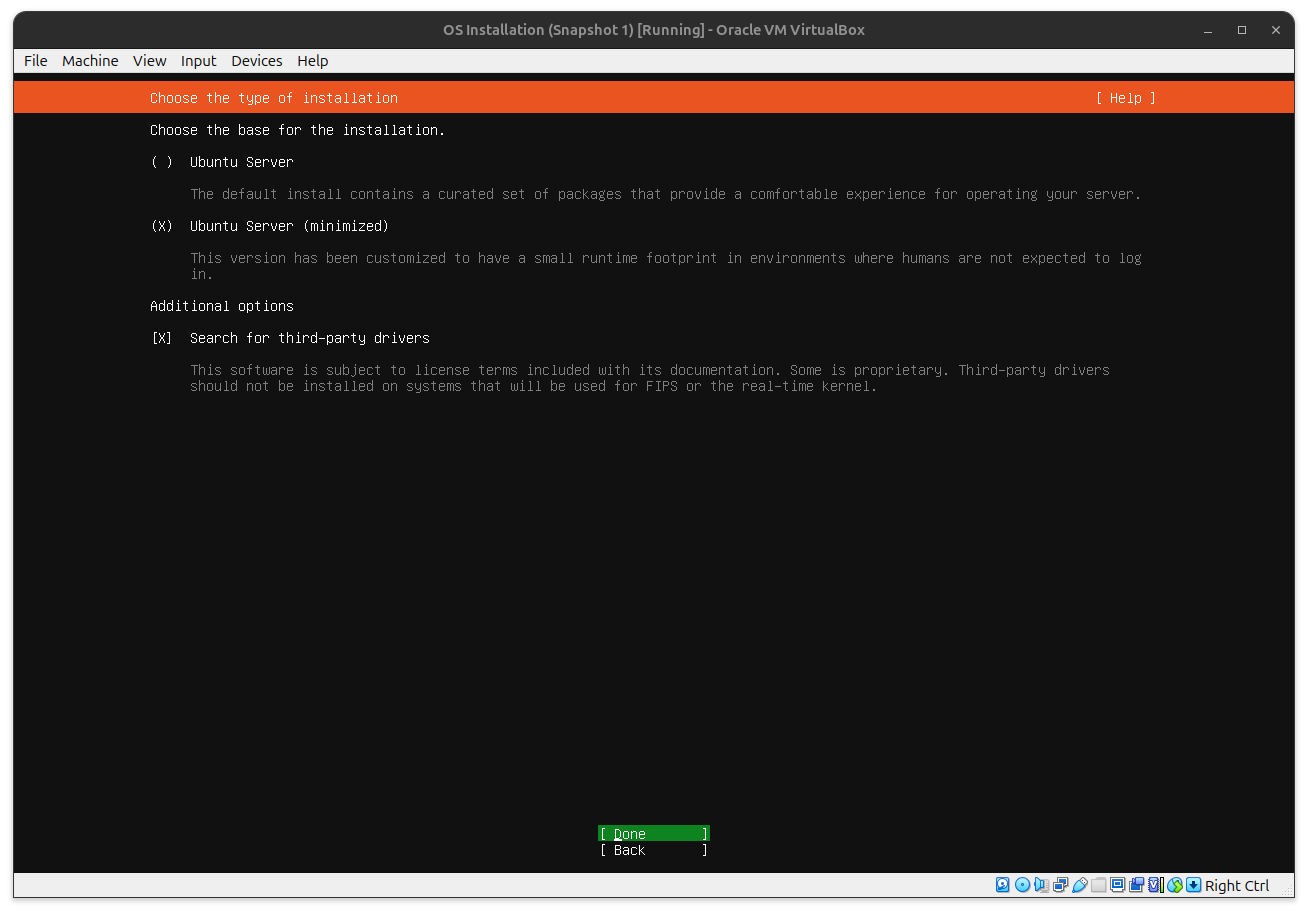 OS Installation (Snapshot 1) [Running] - Oracle VM VirtualBox
File Machine View Input Devices Help
Choose the type of installation [ Help ]
Choose the base for the installation.
( ) Ubuntu Server
The default install contains a curated set of packages that provide a comfortable experience for operating your server.
(X) Ubuntu Server (minimized)
This version has been customized to have a small runtime footprint in environments where humans are not expected to log
in.
Additional options
[X] Search for third-party drivers
This software is subject to license terms included with its documentation. Some is proprietary. Third-party drivers
should not be installed on systems that will be used for FIPS or the real-time kernel.
[ Done ]
[ Back ]
Right Ctrl